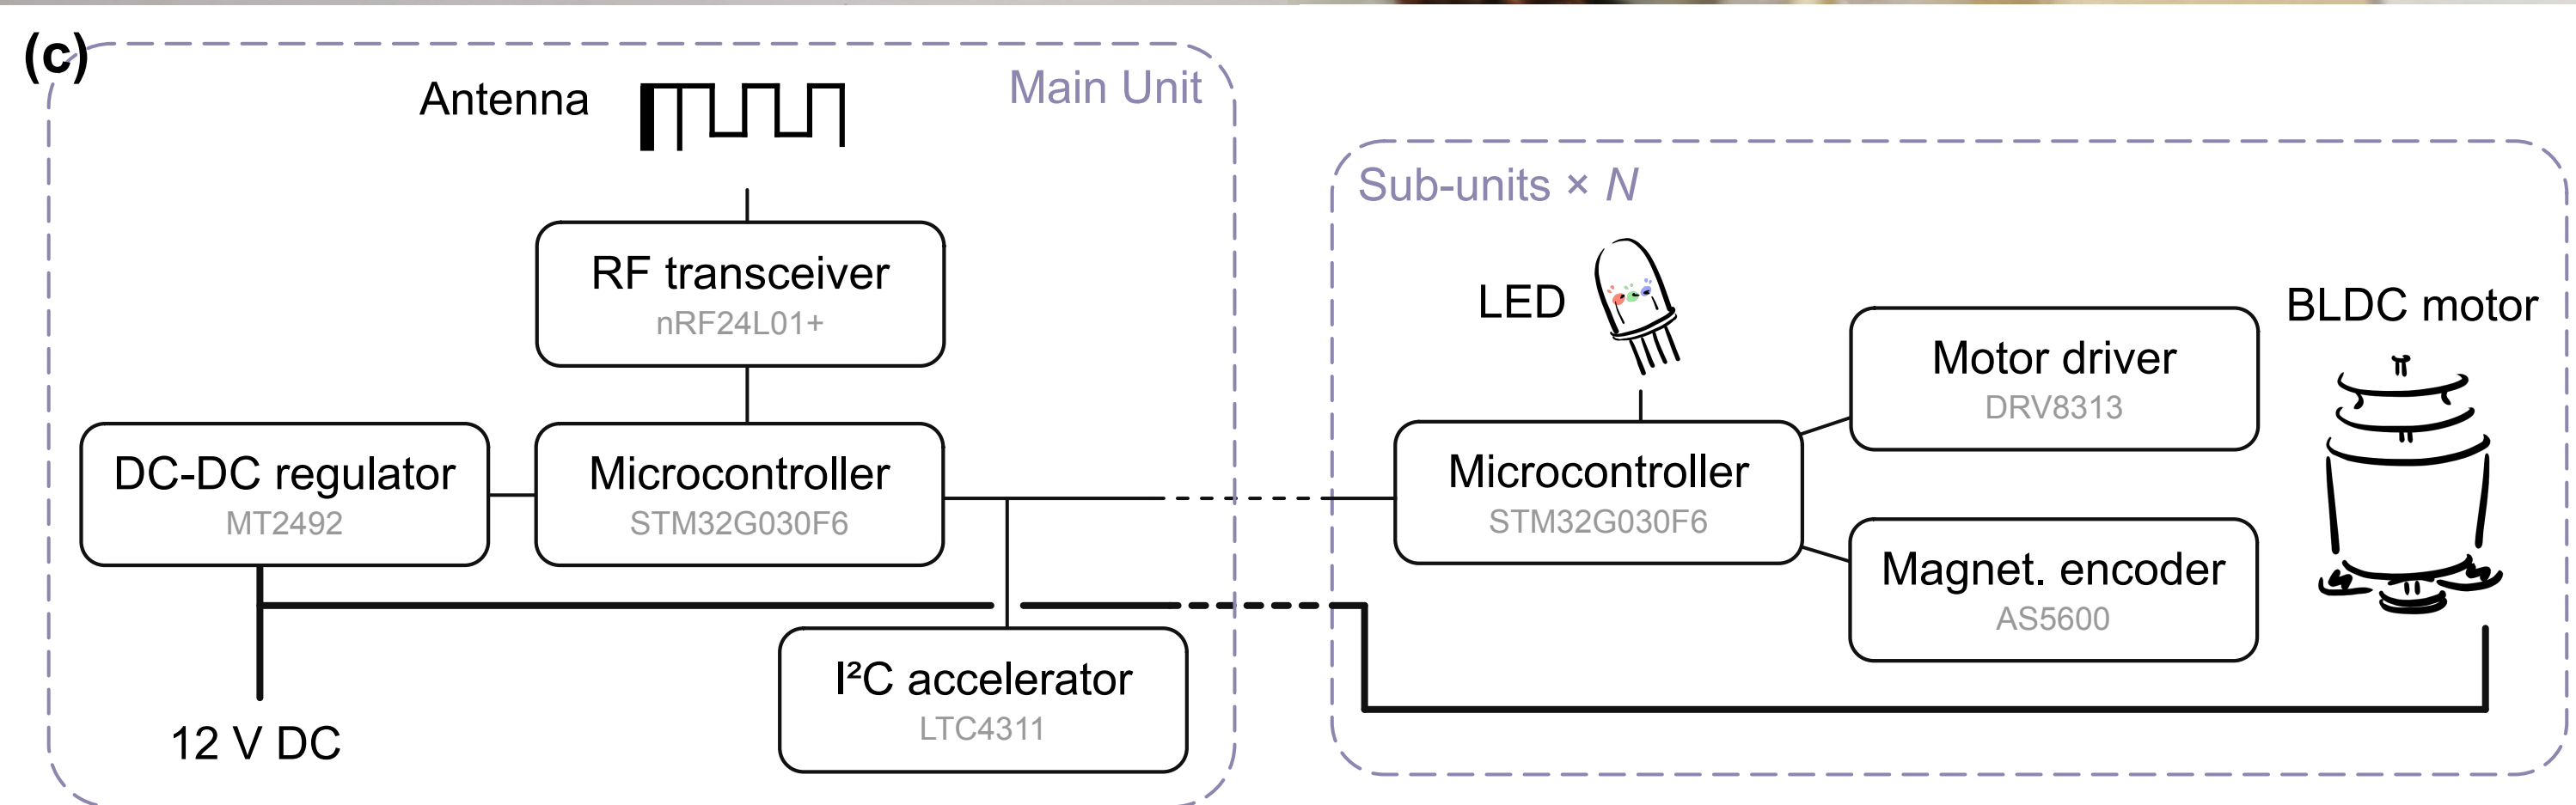 (c)
Main Unit
Antenna
RF transceiver
nRF24L01+
DC-DC regulator
MT2492
Microcontroller
STM32G030F6
I²C accelerator
LTC4311
12 V DC
Sub-units × N
LED
Microcontroller
STM32G030F6
Motor driver
DRV8313
Magnet. encoder
AS5600
BLDC motor